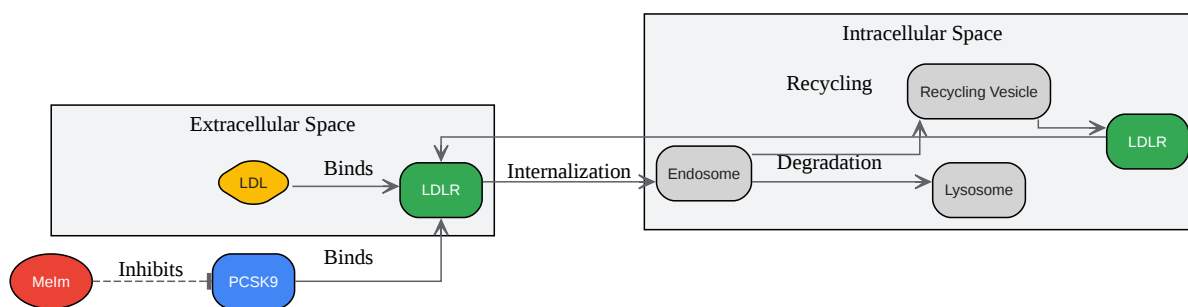 Intracellular Space
Recycling
Recycling Vesicle
Extracellular Space
LDLR
Binds
Internalization
Degradation
Endosome
LDL
LDLR
Lysosome
Binds
Inhibits
MeIm
PCSK9